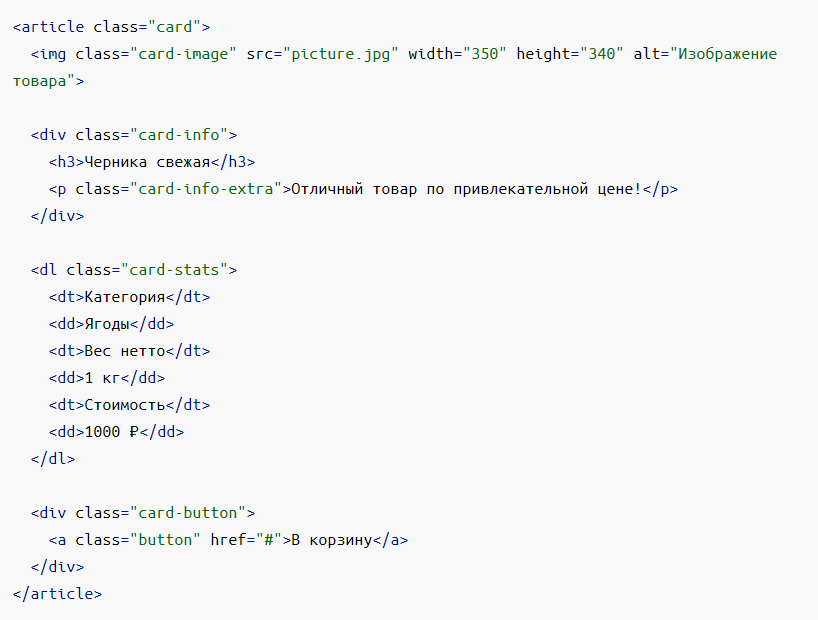 <article class="card">
  <img class="card-image" src="picture.jpg" width="350" height="340" alt="Изображение
товара">

  <div class="card-info">
    <h3>Черника свежая</h3>
    <p class="card-info-extra">Отличный товар по привлекательной цене!</p>
  </div>

  <dl class="card-stats">
    <dt>Категория</dt>
    <dd>Ягоды</dd>
    <dt>Вес нетто</dt>
    <dd>1 кг</dd>
    <dt>Стоимость</dt>
    <dd>1000 ₽</dd>
  </dl>

  <div class="card-button">
    <a class="button" href="#">В корзину</a>
  </div>
</article>